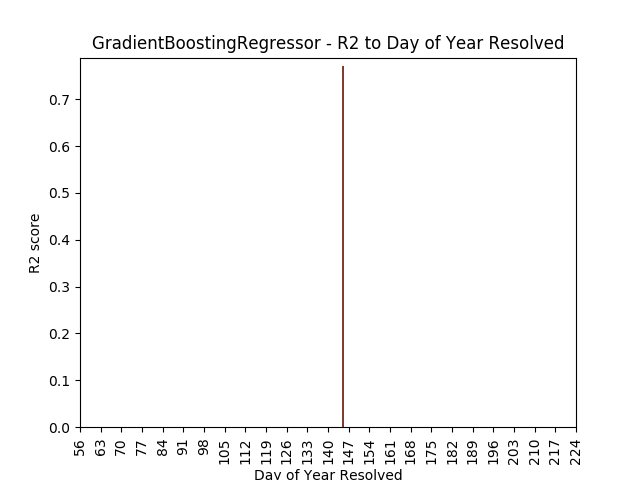 GradientBoostingRegressor - R2 to Day of Year Resolved
R2 score
0.7
0.6
0.5
0.4
0.3
0.2
0.1
0.0
56 63 70 77 84 91 98 105 112 119 126 133 140 147 154 161 168 175 182 189 196 203 210 217 224
Day of Year Resolved